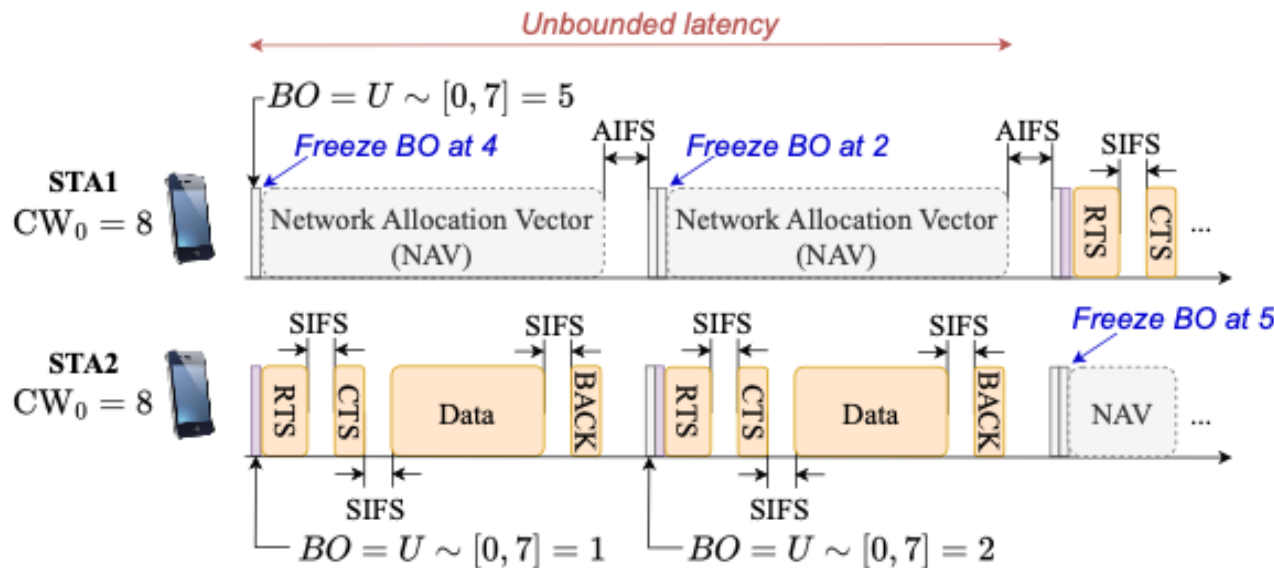 Unbounded latency
BO = U ∼ [0, 7] = 5
Freeze BO at 4
AIFS
Freeze BO at 2
AIFS
SIFS
STA1
CW₀ = 8
Network Allocation Vector
(NAV)
Network Allocation Vector
(NAV)
RTS
CTS
...
SIFS
SIFS
SIFS
SIFS
Freeze BO at 5
STA2
CW₀ = 8
RTS
CTS
Data
BACK
RTS
CTS
Data
BACK
NAV
...
SIFS
SIFS
BO = U ∼ [0, 7] = 1
BO = U ∼ [0, 7] = 2